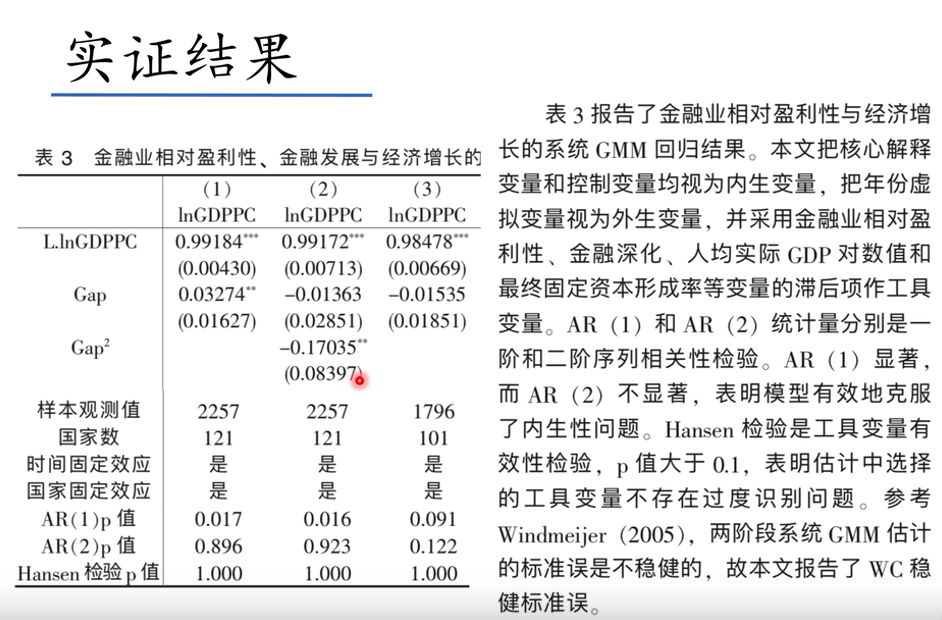 实证结果
表 3 金融业相对盈利性、金融发展与经济增长的
（1） （2） （3）
lnGDPPC lnGDPPC lnGDPPC
L.lnGDPPC 0.99184*** 0.99172*** 0.98478***
(0.00430) (0.00713) (0.00669)
Gap 0.03274** −0.01363 −0.01535
(0.01627) (0.02851) (0.01851)
Gap² −0.17035**
(0.08397)
样本观测值 2257 2257 1796
国家数 121 121 101
时间固定效应 是 是 是
国家固定效应 是 是 是
AR(1)p 值 0.017 0.016 0.091
AR(2)p 值 0.896 0.923 0.122
Hansen 检验 p 值 1.000 1.000 1.000
表 3 报告了金融业相对盈利性与经济增
长的系统 GMM 回归结果。本文把核心解释
变量和控制变量均视为内生变量，把年份虚
拟变量视为外生变量，并采用金融业相对盈
利性、金融深化、人均实际 GDP 对数值和
最终固定资本形成率等变量的滞后项作工具
变量。AR（1）和 AR（2）统计量分别是一
阶和二阶序列相关性检验。AR（1）显著，
而 AR（2）不显著，表明模型有效地克服
了内生性问题。Hansen 检验是工具变量有
效性检验，p 值大于 0.1，表明估计中选择
的工具变量不存在过度识别问题。参考
Windmeijer（2005），两阶段系统 GMM 估计
的标准误是不稳健的，故本文报告了 WC 稳
健标准误。